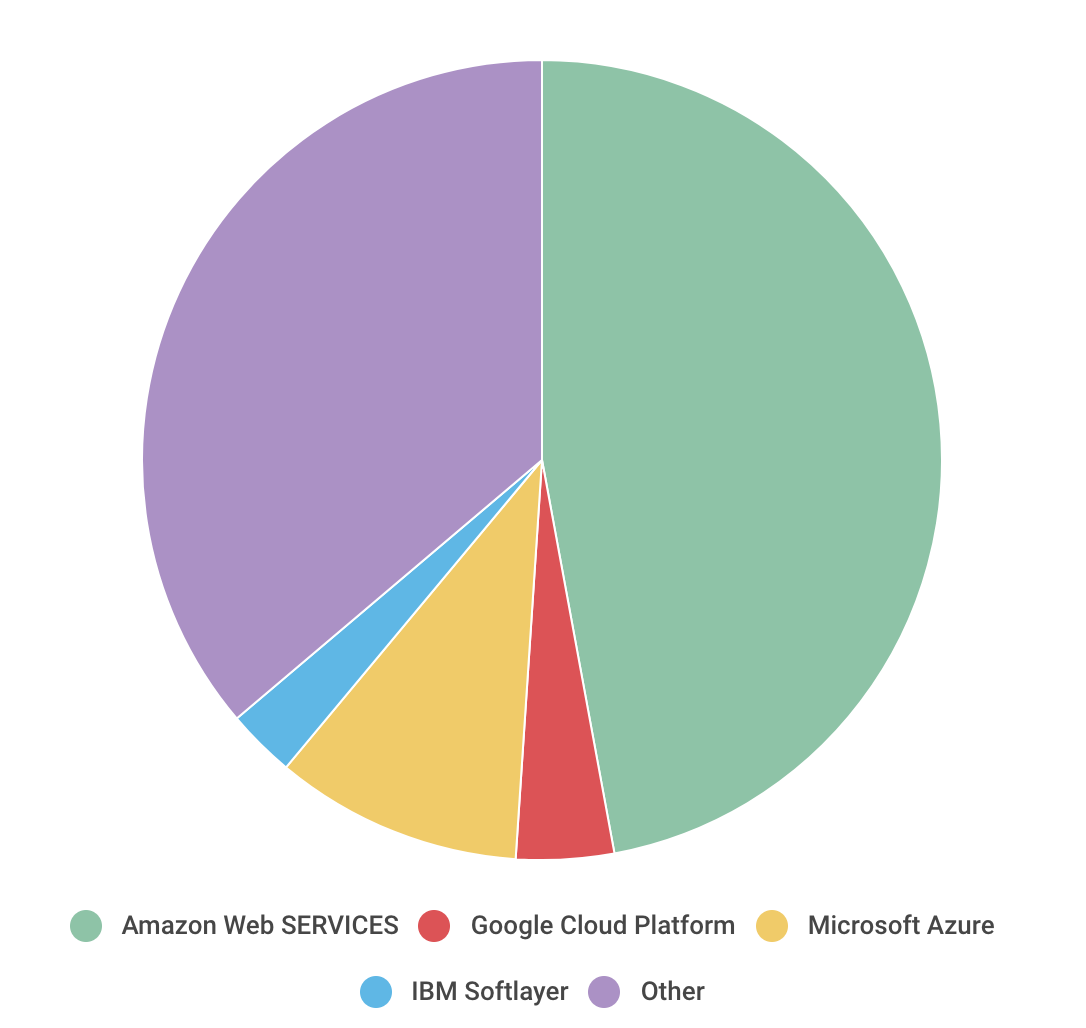 Amazon Web SERVICES Google Cloud Platform Microsoft Azure
IBM Softlayer Other